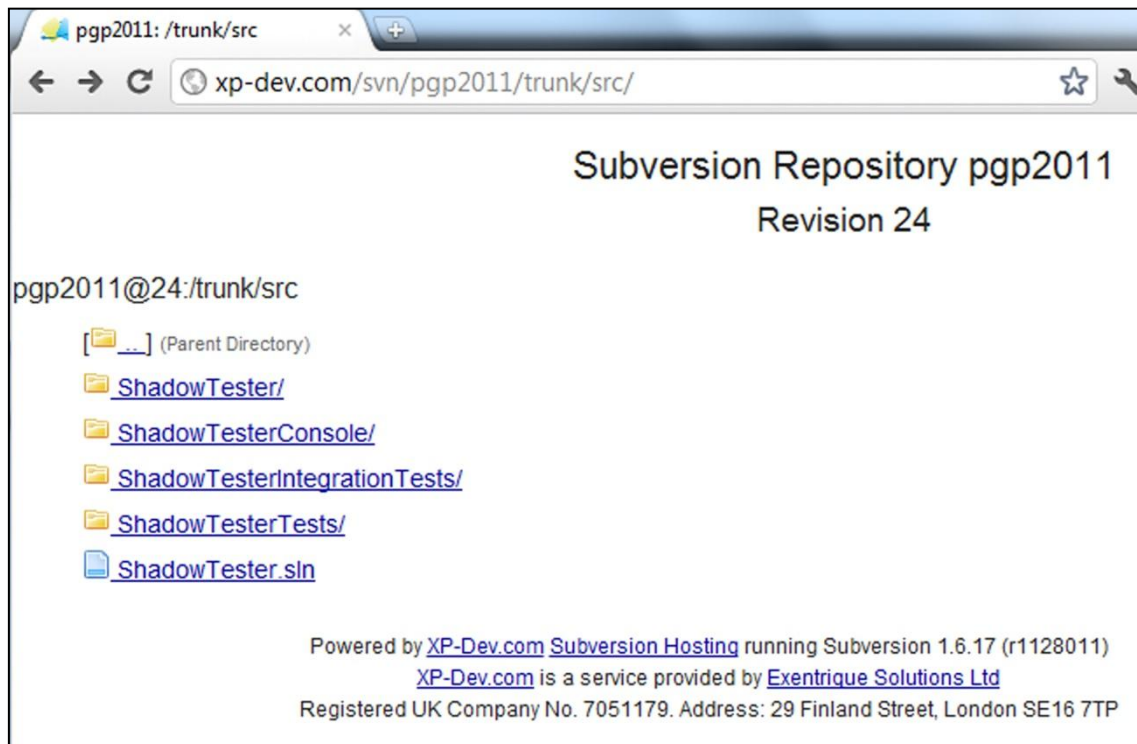 pgp2011: /trunk/src
xp-dev.com/svn/pgp2011/trunk/src/
Subversion Repository pgp2011
Revision 24
pgp2011@24:/trunk/src
[ ...] (Parent Directory)
ShadowTester/
ShadowTesterConsole/
ShadowTesterIntegrationTests/
ShadowTesterTests/
ShadowTester.sln
Powered by XP-Dev.com Subversion Hosting running Subversion 1.6.17 (r1128011)
XP-Dev.com is a service provided by Exentrique Solutions Ltd
Registered UK Company No. 7051179. Address: 29 Finland Street, London SE16 7TP